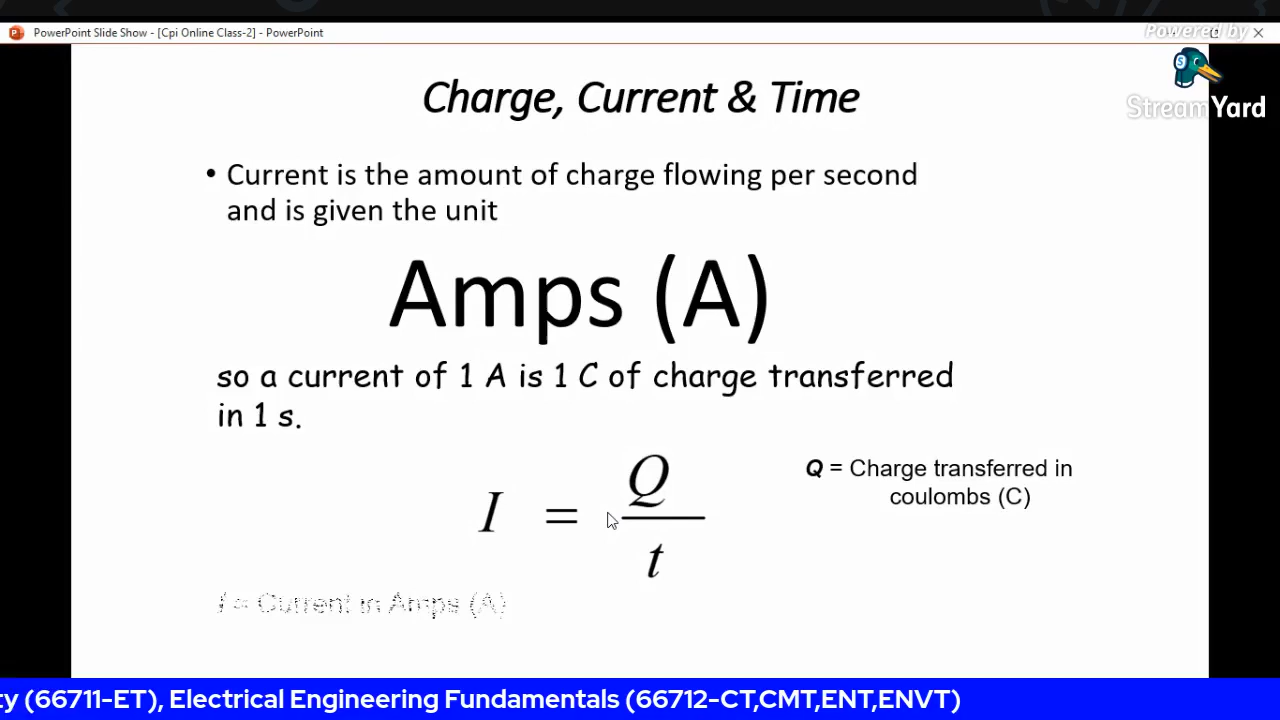 PowerPoint Slide Show - [Cpi Online Class-2] - PowerPoint
Powered by
StreamYard
Charge, Current & Time
• Current is the amount of charge flowing per second
and is given the unit
Amps (A)
so a current of 1 A is 1 C of charge transferred
in 1 s.
I = Q
t
Q = Charge transferred in
coulombs (C)
I = Current in Amps (A)
ty (66711-ET), Electrical Engineering Fundamentals (66712-CT,CMT,ENT,ENVT)